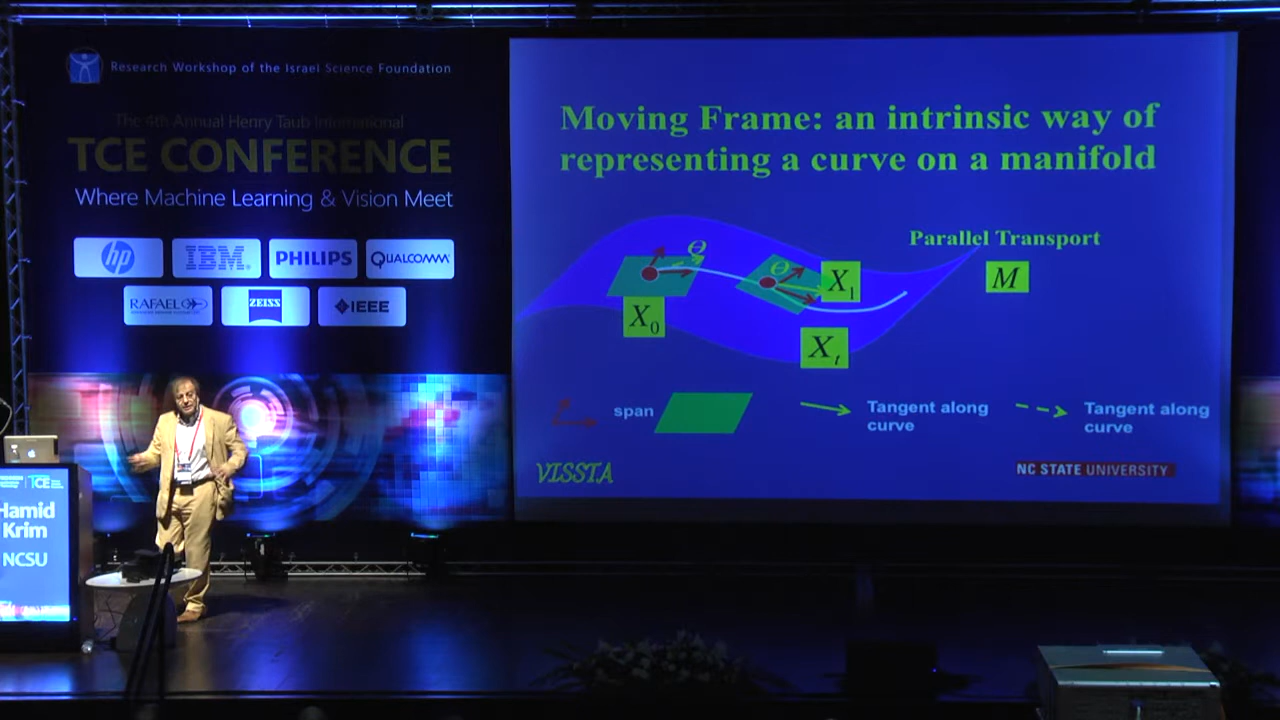 Research Workshop of the Israel Science Foundation
The 4th Annual Henry Taub International
TCE CONFERENCE
Where Machine Learning & Vision Meet
hp
IBM
PHILIPS
QUALCOMM
RAFAEL
ZEISS
IEEE
Moving Frame: an intrinsic way of
representing a curve on a manifold
Parallel Transport
Θ
Θ
X₁
M
X₀
Xₜ
span
Tangent along
curve
Tangent along
curve
VISSTA
NC STATE UNIVERSITY
TCE
Hamid
Krim
NCSU